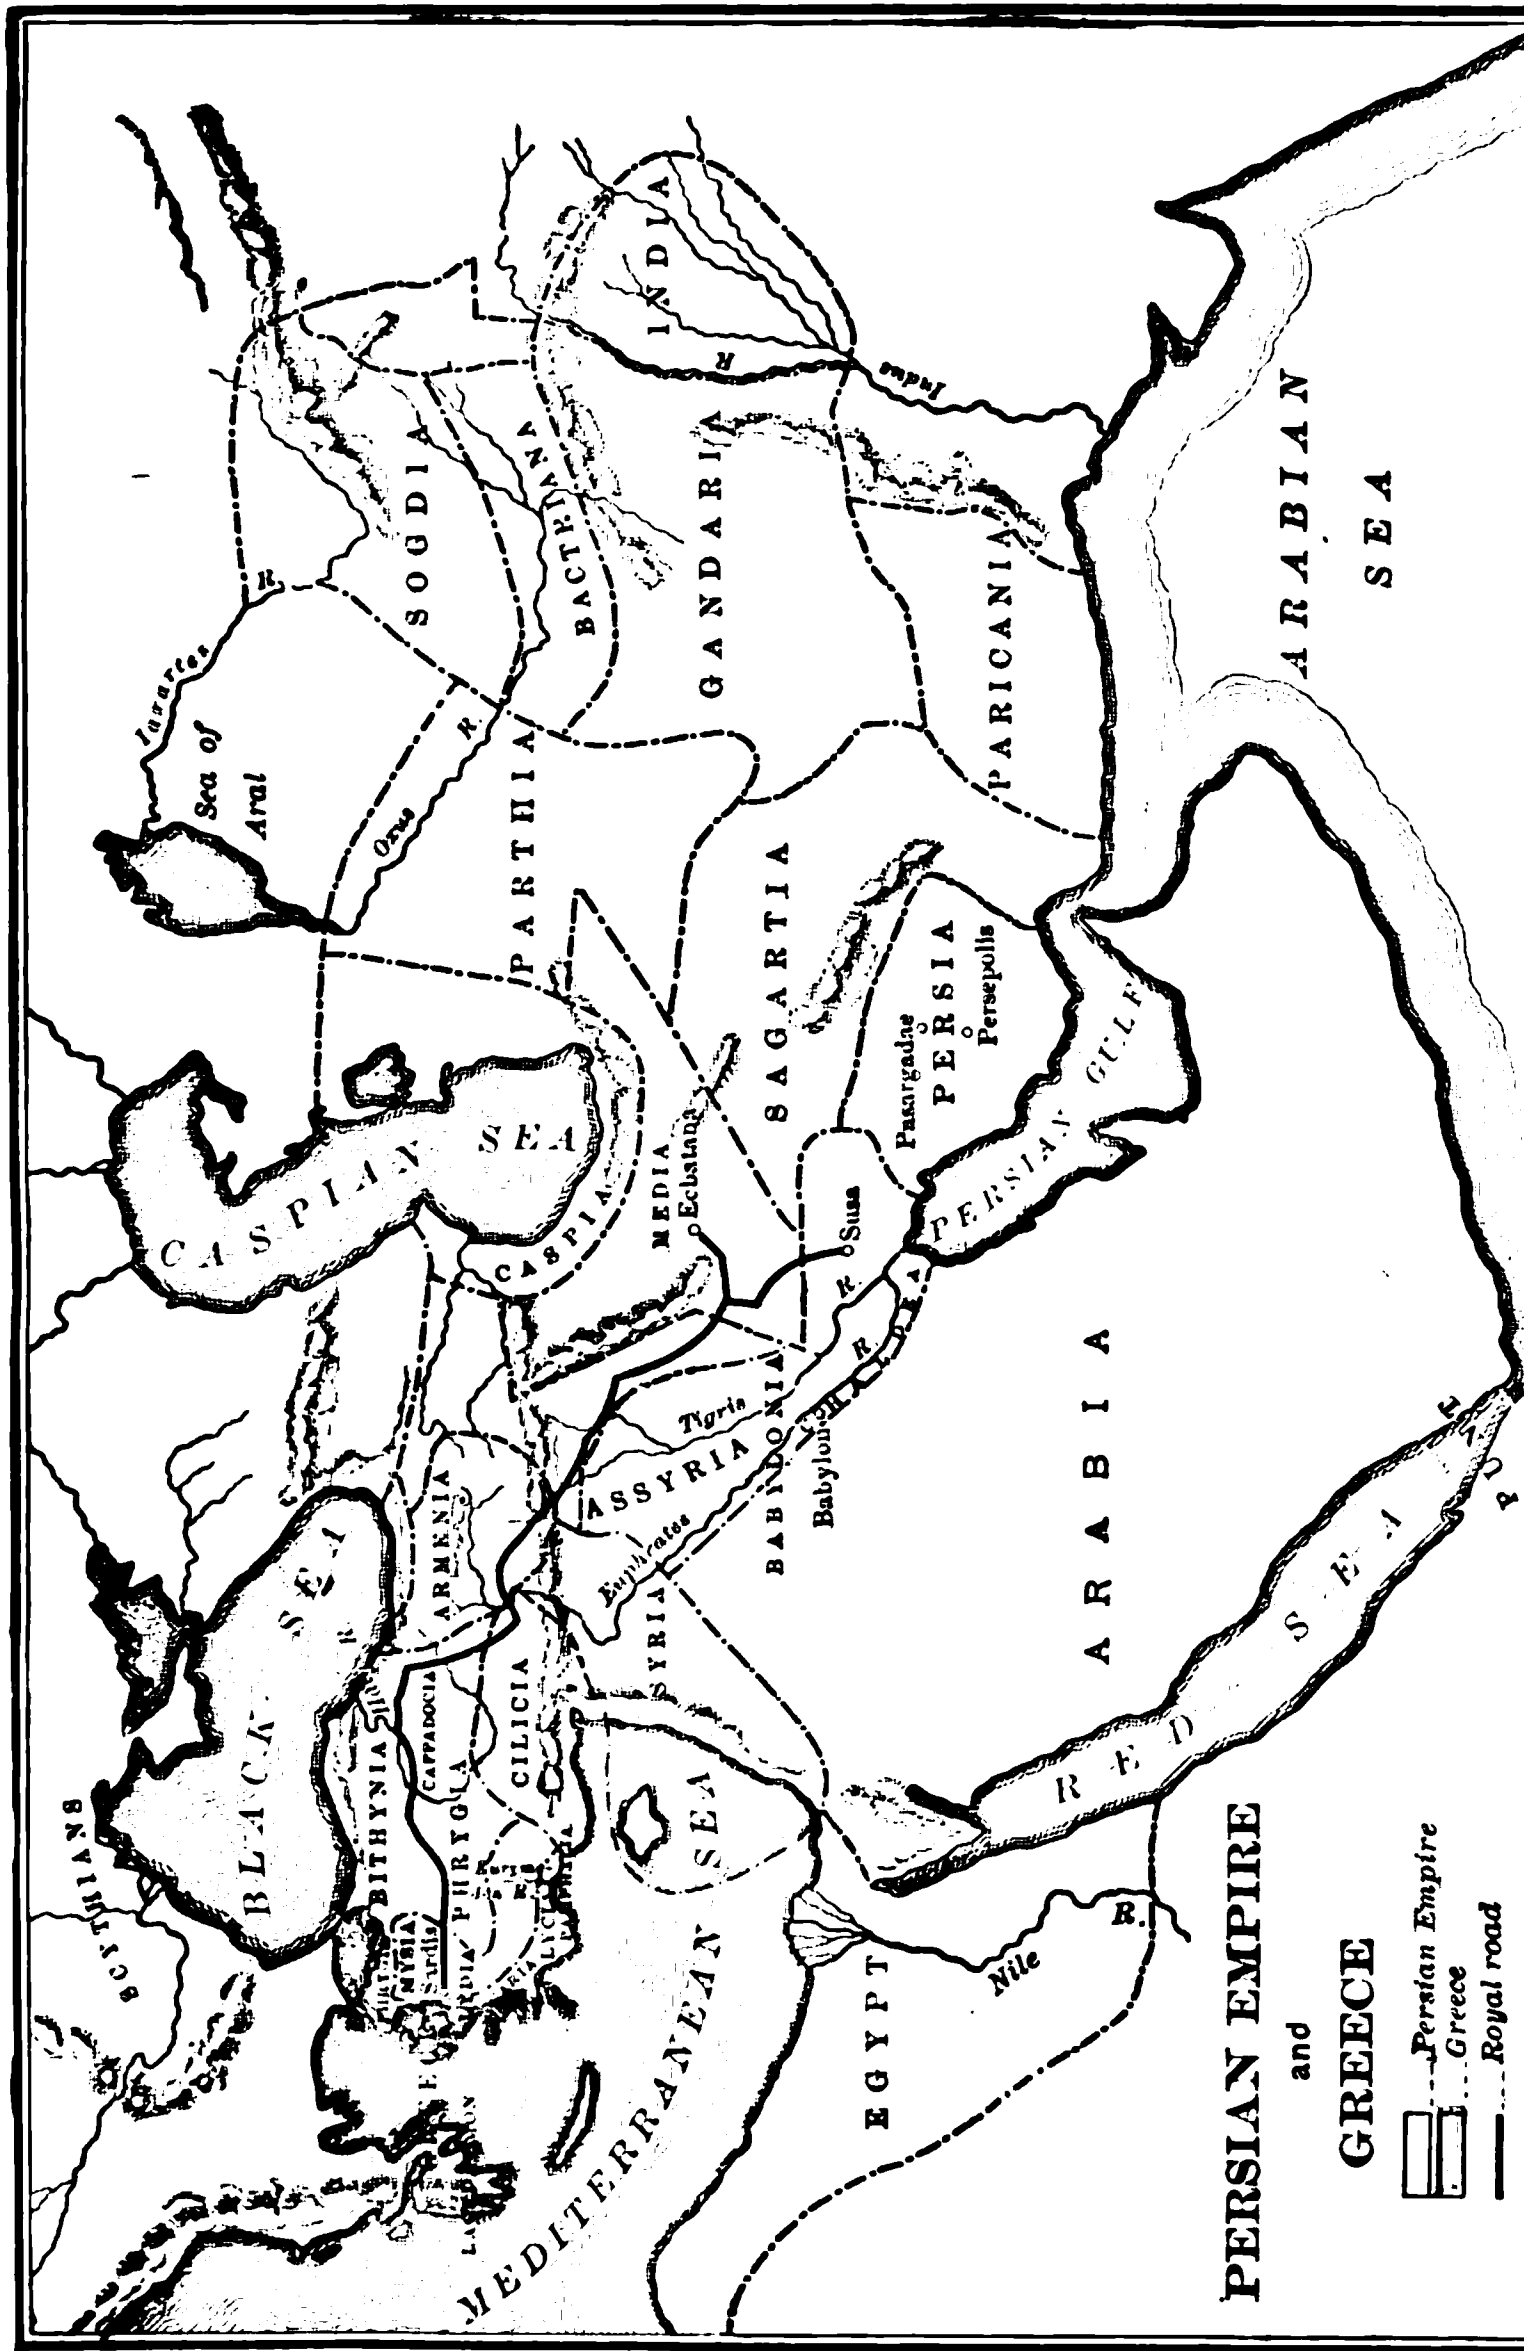 PERSIAN EMPIRE
and
GREECE
Persian Empire
Greece
Royal road
SCYTHIANS
BLACK SEA
CASPIAN SEA
Sea of
Aral
Oxus R.
R.
SOGDIA
BACTRIANA
PARTHIA
GANDARIA
INDIA
Indus
R
PARICANIA
SAGARTIA
PERSIA
Pasargadae
Persepolis
MEDIA
Ecbatana
CASPIA
Susa
ARMENIA
ASSYRIA
Tigris R.
Euphrates R.
BABYLONIA
Babylon
CHALDEA
SYRIA
CILICIA
CAPPADOCIA
BITHYNIA
PHRYGIA
MYSIA
Sardis
MEDITERRANEAN SEA
EGYPT
Nile R.
RED SEA
ARABIA
PERSIAN GULF
ARABIAN
SEA